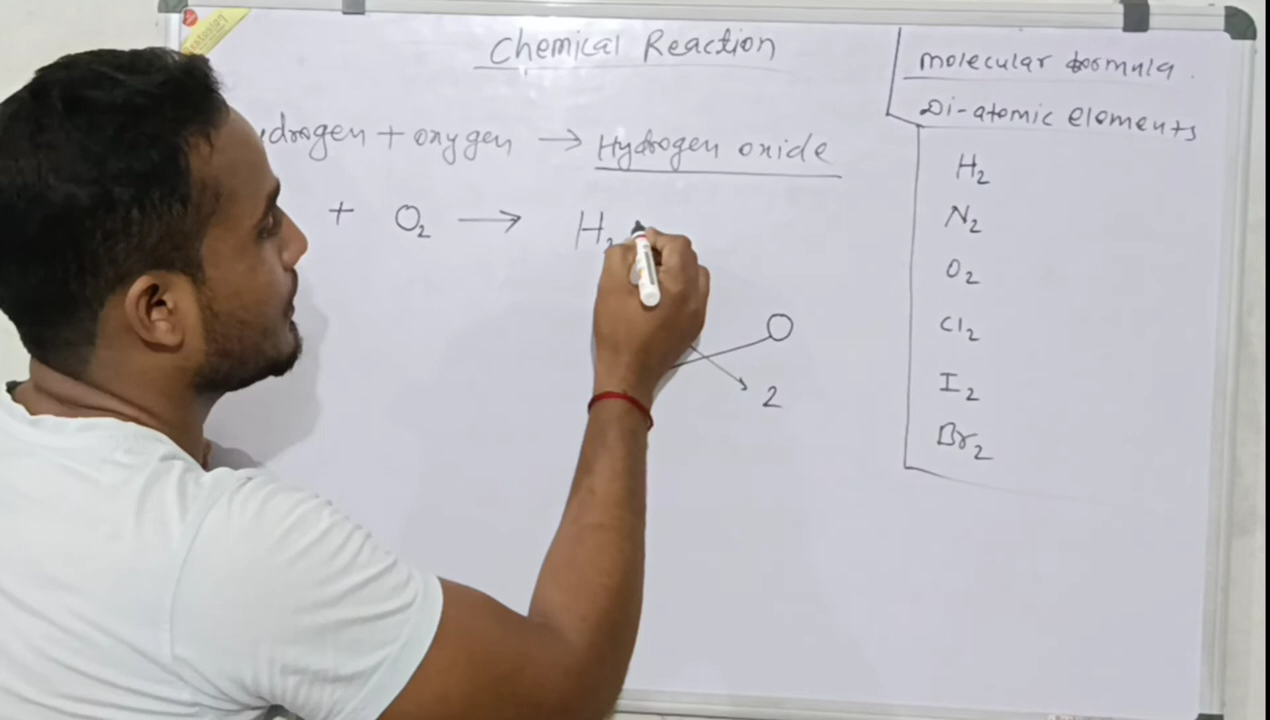 Chemical Reaction
drogen + oxygen → Hydrogen oxide
+ O₂ → H₂
O
2
molecular formula.
Di-atomic elements
H₂
N₂
O₂
Cl₂
I₂
Br₂